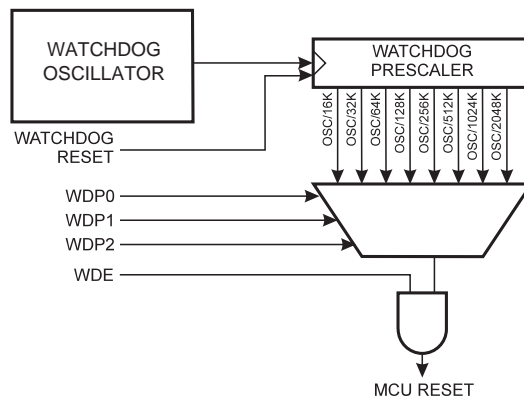 WATCHDOG
OSCILLATOR
WATCHDOG
PRESCALER
WATCHDOG
RESET
OSC/16K
OSC/32K
OSC/64K
OSC/128K
OSC/256K
OSC/512K
OSC/1024K
OSC/2048K
WDP0
WDP1
WDP2
WDE
MCU RESET